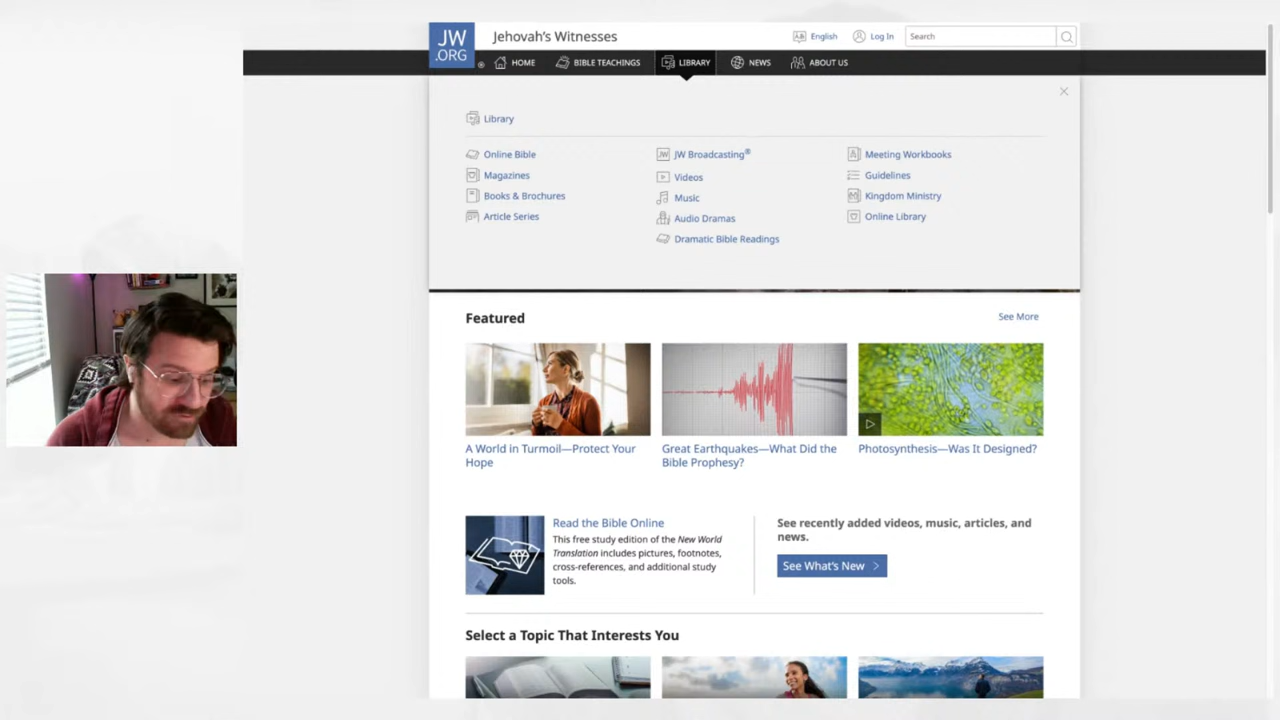 JW
.ORG
Jehovah's Witnesses
English
Log In
Search
HOME
BIBLE TEACHINGS
LIBRARY
NEWS
ABOUT US
Library
Online Bible
Magazines
Books & Brochures
Article Series
JW Broadcasting®
Videos
Music
Audio Dramas
Dramatic Bible Readings
Meeting Workbooks
Guidelines
Kingdom Ministry
Online Library
Featured
See More
A World in Turmoil—Protect Your
Hope
Great Earthquakes—What Did the
Bible Prophesy?
Photosynthesis—Was It Designed?
Read the Bible Online
This free study edition of the New World
Translation includes pictures, footnotes,
cross-references, and additional study
tools.
See recently added videos, music, articles, and
news.
See What's New
Select a Topic That Interests You